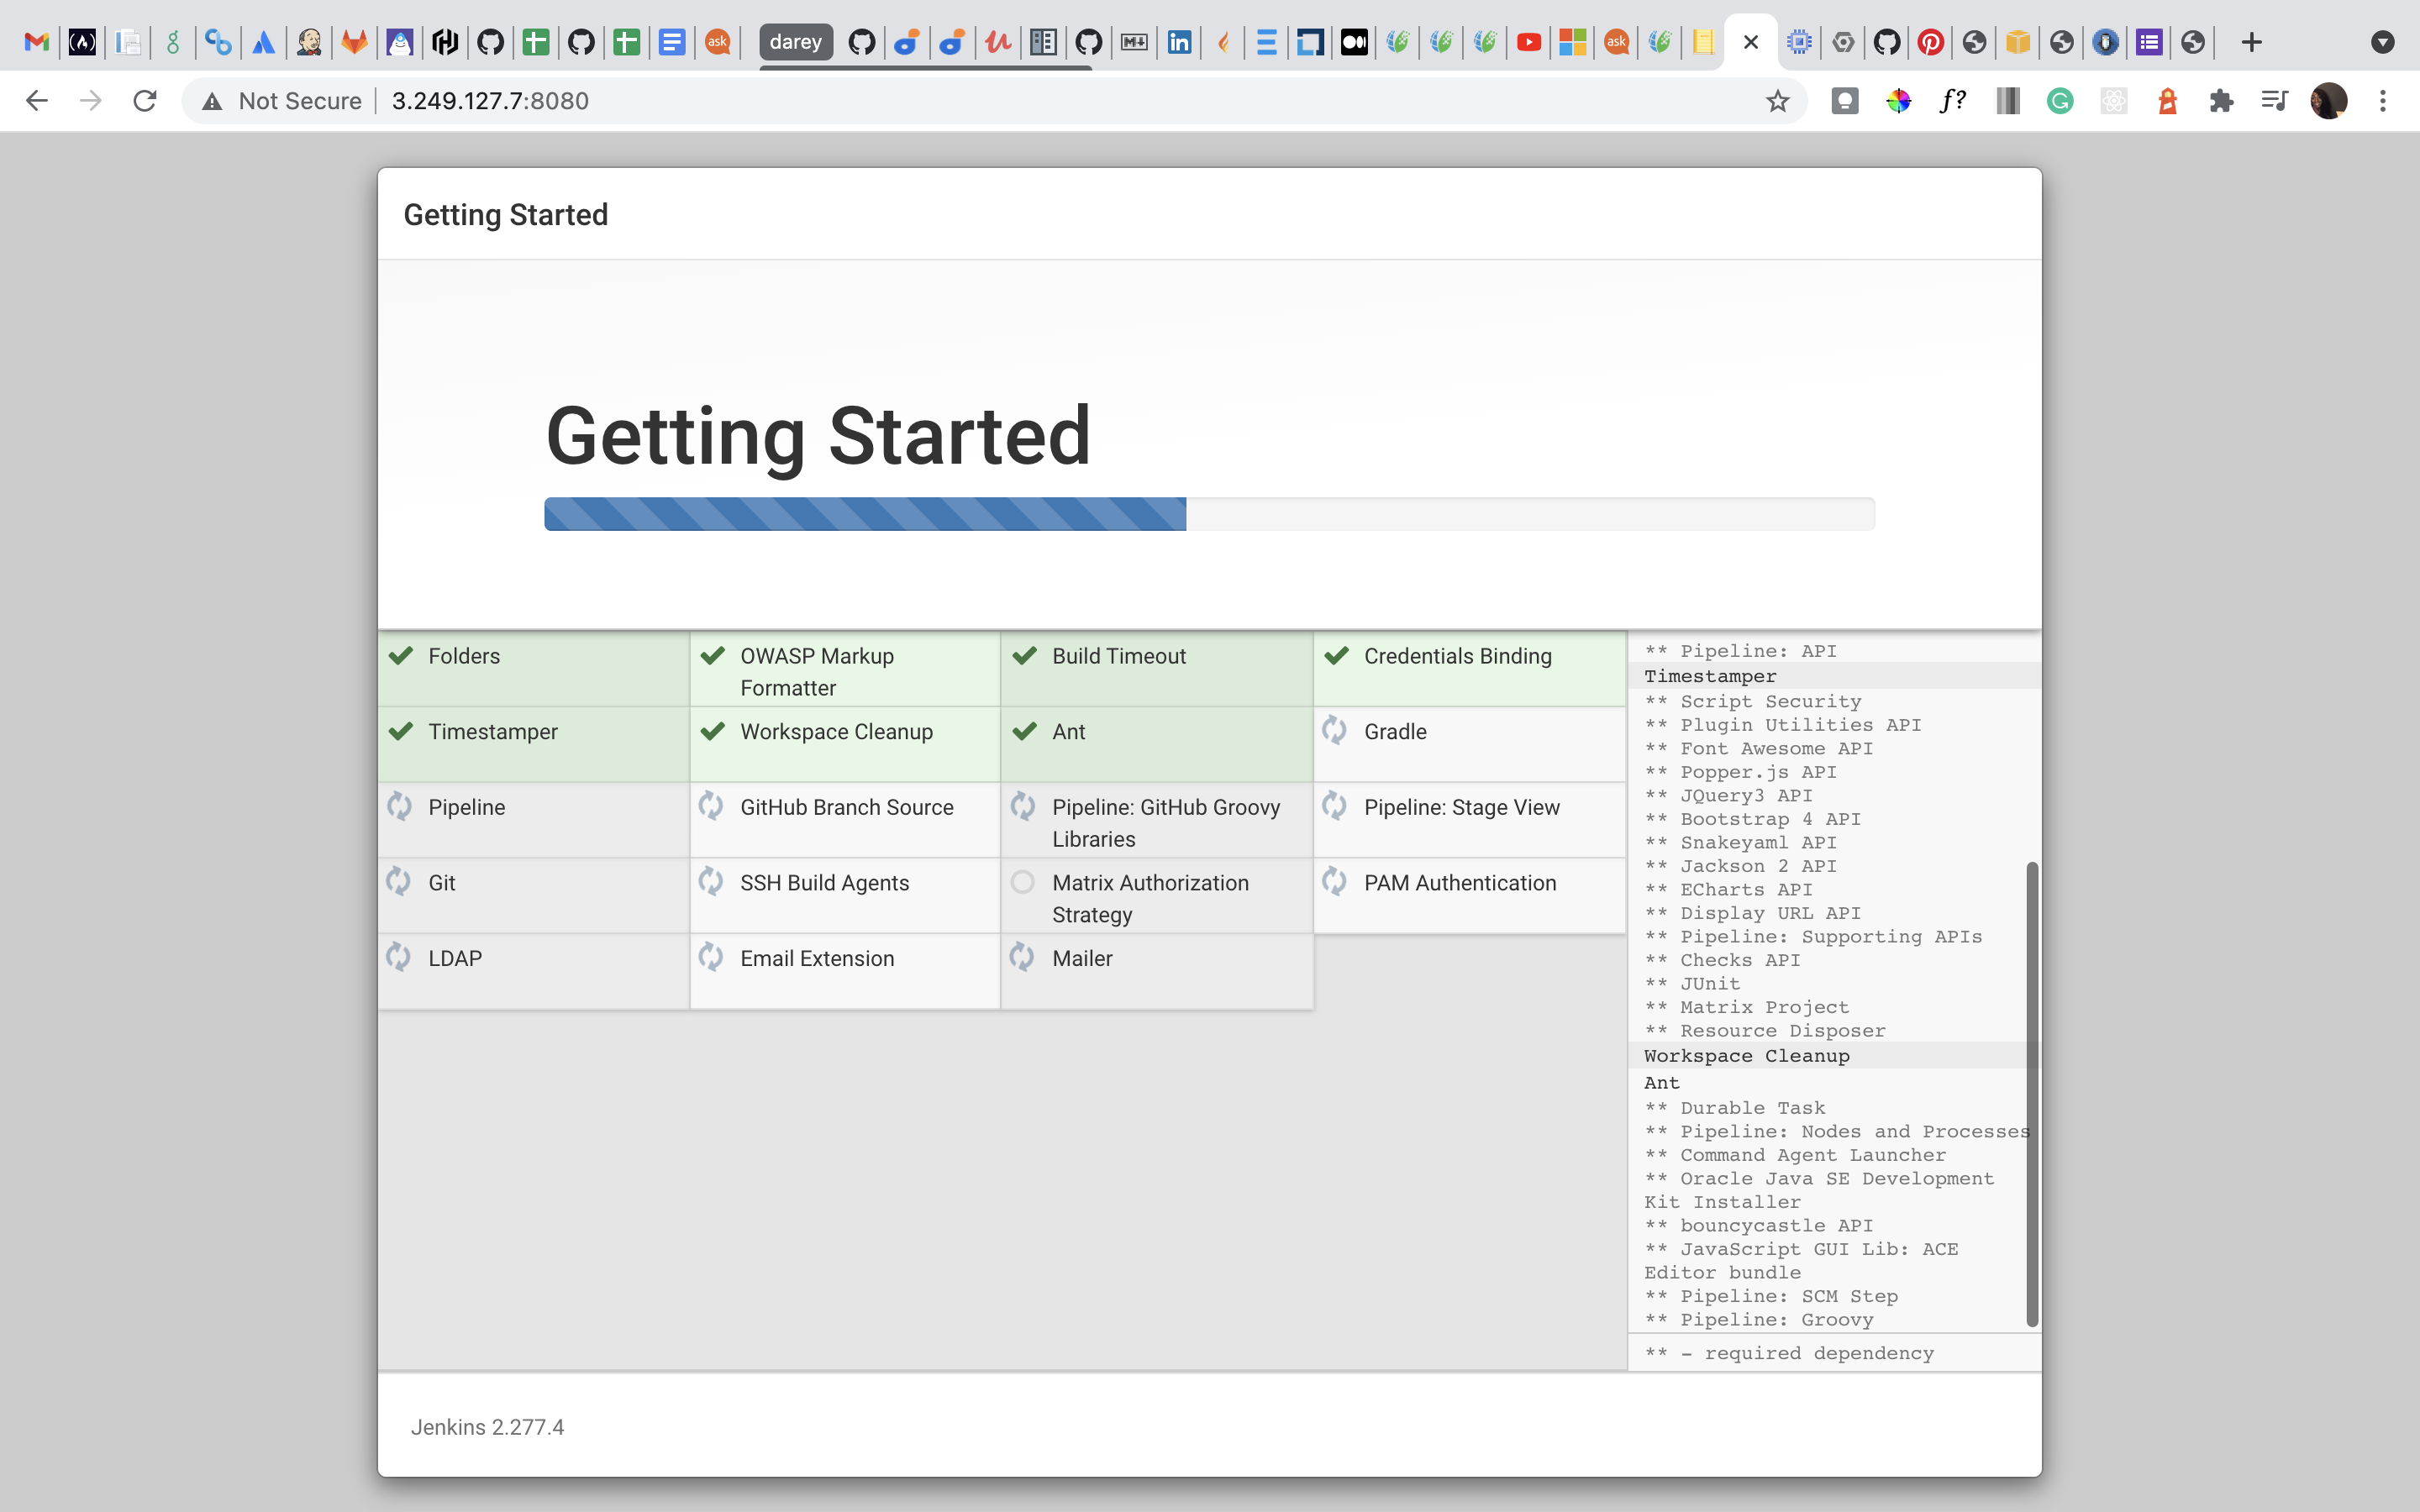 ask
darey
ask
Not Secure
3.249.127.7:8080
f?
Getting Started
Getting Started
Folders
OWASP Markup
Formatter
Build Timeout
Credentials Binding
Timestamper
Workspace Cleanup
Ant
Gradle
Pipeline
GitHub Branch Source
Pipeline: GitHub Groovy
Libraries
Pipeline: Stage View
Git
SSH Build Agents
Matrix Authorization
Strategy
PAM Authentication
LDAP
Email Extension
Mailer
** Pipeline: API
Timestamper
** Script Security
** Plugin Utilities API
** Font Awesome API
** Popper.js API
** JQuery3 API
** Bootstrap 4 API
** Snakeyaml API
** Jackson 2 API
** ECharts API
** Display URL API
** Pipeline: Supporting APIs
** Checks API
** JUnit
** Matrix Project
** Resource Disposer
Workspace Cleanup
Ant
** Durable Task
** Pipeline: Nodes and Processes
** Command Agent Launcher
** Oracle Java SE Development
Kit Installer
** bouncycastle API
** JavaScript GUI Lib: ACE
Editor bundle
** Pipeline: SCM Step
** Pipeline: Groovy
** - required dependency
Jenkins 2.277.4